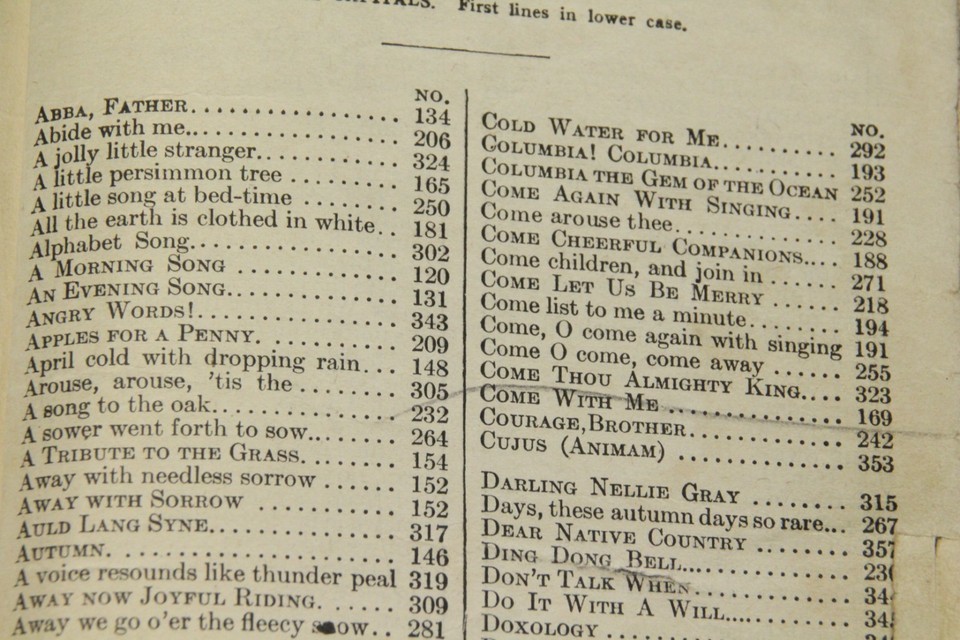 First lines in lower case.
NO.
ABBA, FATHER................ 134
Abide with me................ 206
A jolly little stranger............ 324
A little persimmon tree ......... 165
A little song at bed-time ........ 250
All the earth is clothed in white.. 181
Alphabet Song................ 302
A MORNING SONG ............ 120
AN EVENING SONG............. 131
ANGRY WORDS!................ 343
APPLES FOR A PENNY. .......... 209
April cold with dropping rain... 148
Arouse, arouse, 'tis the ........ 305
A song to the oak.............. 232
A sower went forth to sow........ 264
A TRIBUTE TO THE GRASS........ 154
Away with needless sorrow ...... 152
AWAY WITH SORROW .......... 152
AULD LANG SYNE.............. 317
AUTUMN..................... 146
A voice resounds like thunder peal 319
AWAY NOW JOYFUL RIDING. ...... 309
Away we go o'er the fleecy snow.. 281
NO.
COLD WATER FOR ME.......... 292
COLUMBIA! COLUMBIA.......... 193
COLUMBIA THE GEM OF THE OCEAN 252
COME AGAIN WITH SINGING.... 191
Come arouse thee.............. 228
COME CHEERFUL COMPANIONS.... 188
Come children, and join in ...... 271
COME LET US BE MERRY ...... 218
Come list to me a minute........ 194
Come, O come again with singing 191
Come O come, come away ...... 255
COME THOU ALMIGHTY KING.... 323
COME WITH ME .............. 169
COURAGE, BROTHER............ 242
CUJUS (ANIMAM) .............. 353
DARLING NELLIE GRAY ....... 315
Days, these autumn days so rare... 267
DEAR NATIVE COUNTRY ........ 357
DING DONG BELL..............
DON'T TALK WHEN............
DO IT WITH A WILL..........
DOXOLOGY ................